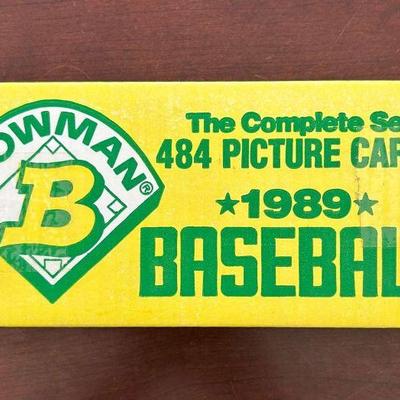 OWMAN®
B
The Complete Se
484 PICTURE CAR
★1989★
BASEBAL